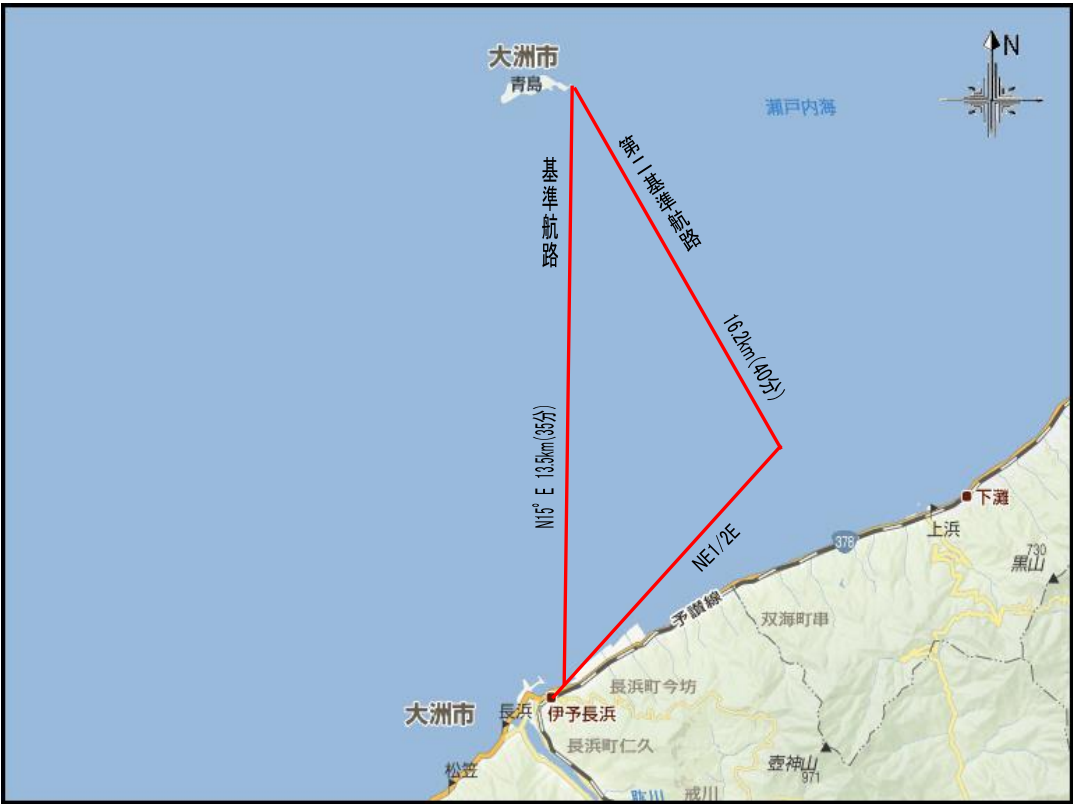 大洲市
青島
N
瀬戸内海
基準航路
第二基準航路
16.2km(40分)
N15° E 13.5km(35分)
NE1/2E
下灘
上浜
378
730
黒山
予讃線
双海町串
長浜町今坊
大洲市
長浜
伊予長浜
長浜町仁久
壺神山
971
松笠
肱川
戒川